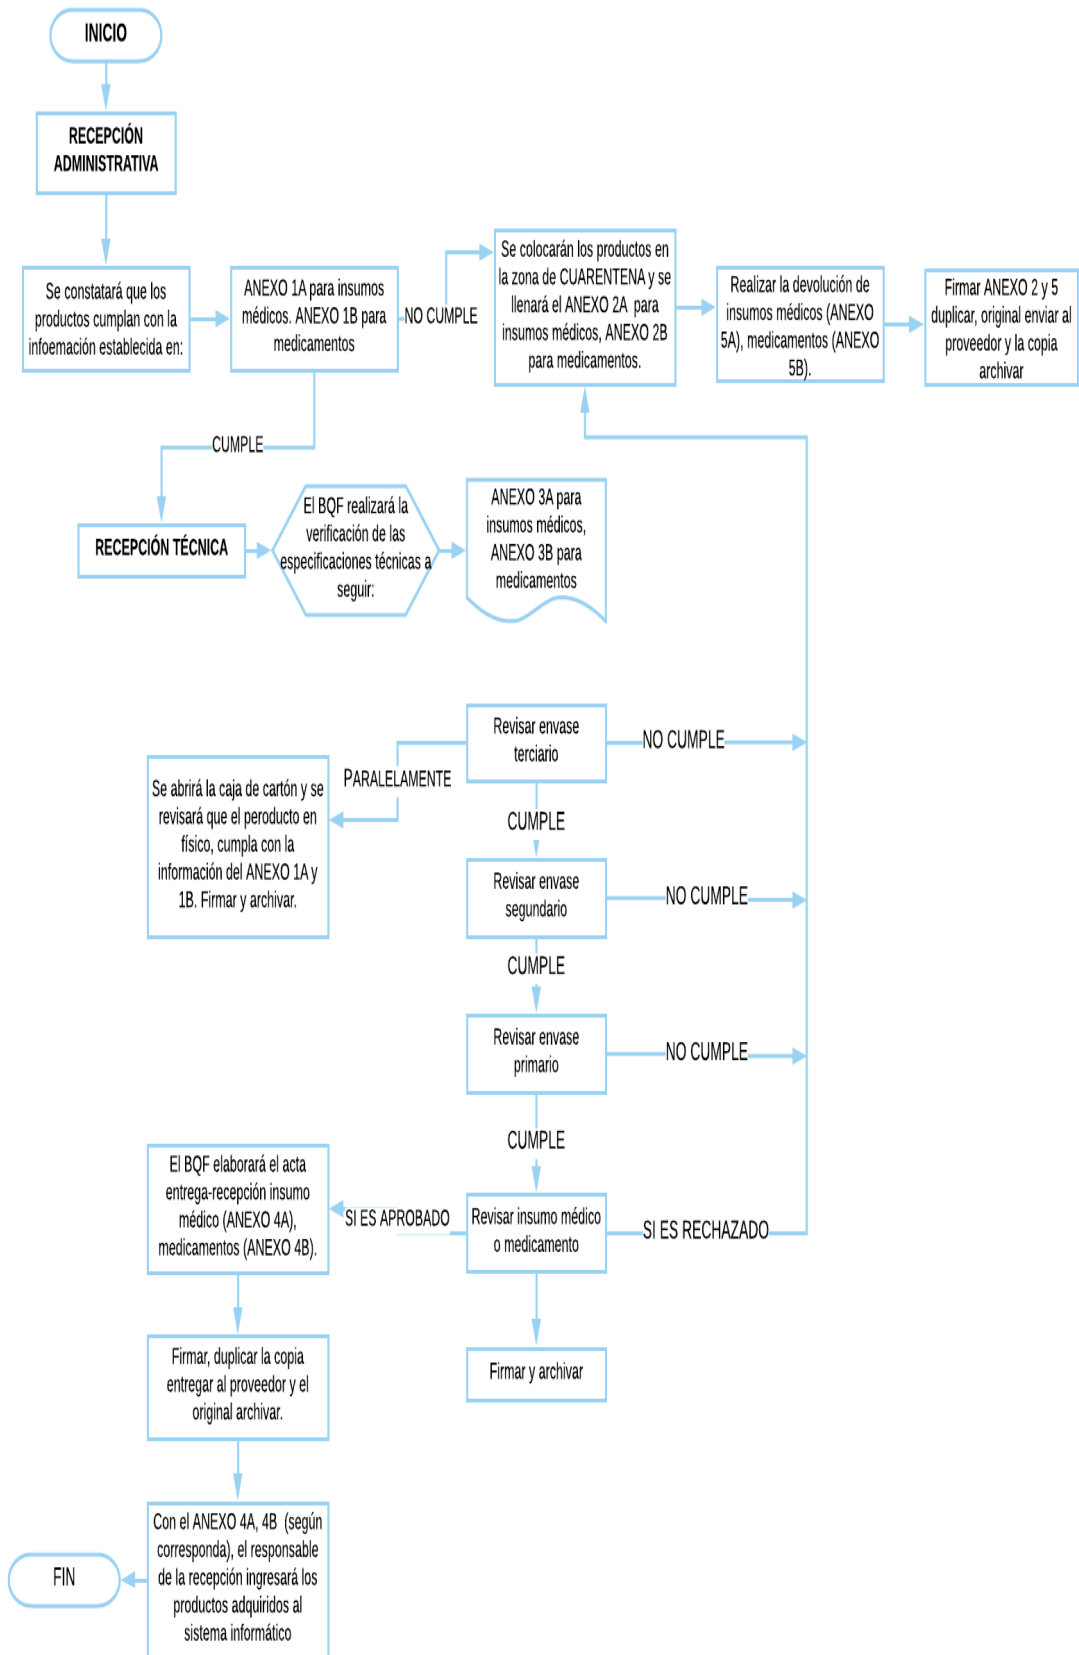 INICIO
RECEPCIÓN
ADMINISTRATIVA
Se constatará que los
productos cumplan con la
infoemación establecida en:
ANEXO 1A para insumos
médicos. ANEXO 1B para
medicamentos
NO CUMPLE
Se colocarán los productos en
la zona de CUARENTENA y se
llenará el ANEXO 2A para
insumos médicos, ANEXO 2B
para medicamentos.
Realizar la devolución de
insumos médicos (ANEXO
5A), medicamentos (ANEXO
5B).
Firmar ANEXO 2 y 5
duplicar, original enviar al
proveedor y la copia
archivar
CUMPLE
RECEPCIÓN TÉCNICA
El BQF realizará la
verificación de las
especificaciones técnicas a
seguir:
ANEXO 3A para
insumos médicos,
ANEXO 3B para
medicamentos
Revisar envase
terciario
NO CUMPLE
PARALELAMENTE
Se abrirá la caja de cartón y se
revisará que el peroducto en
físico, cumpla con la
información del ANEXO 1A y
1B. Firmar y archivar.
CUMPLE
Revisar envase
segundario
NO CUMPLE
CUMPLE
Revisar envase
primario
NO CUMPLE
CUMPLE
Revisar insumo médico
o medicamento
SI ES RECHAZADO
SI ES APROBADO
El BQF elaborará el acta
entrega-recepción insumo
médico (ANEXO 4A),
medicamentos (ANEXO 4B).
Firmar y archivar
Firmar, duplicar la copia
entregar al proveedor y el
original archivar.
Con el ANEXO 4A, 4B (según
corresponda), el responsable
de la recepción ingresará los
productos adquiridos al
sistema informático
FIN